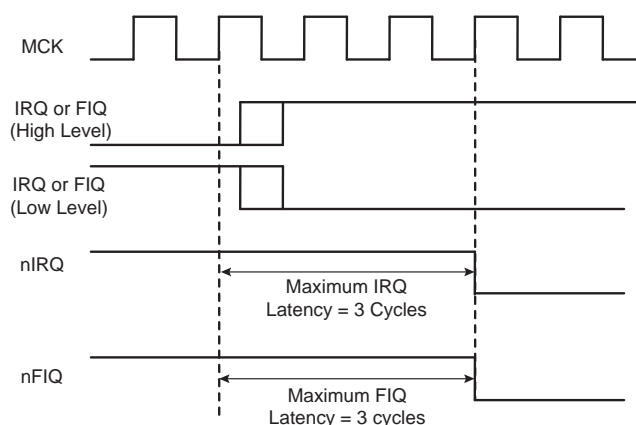 MCK
IRQ or FIQ
(High Level)
IRQ or FIQ
(Low Level)
nIRQ
Maximum IRQ
Latency = 3 Cycles
nFIQ
Maximum FIQ
Latency = 3 cycles